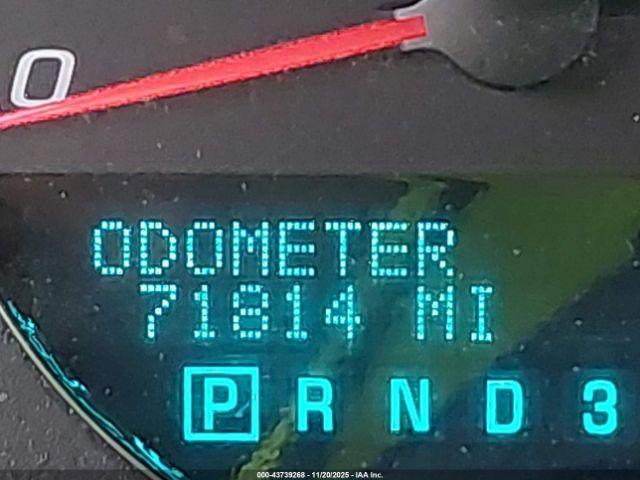 0
ODOMETER
71814 MI
P R N D 3
000-43739268 - 11/20/2025 - IAA Inc.